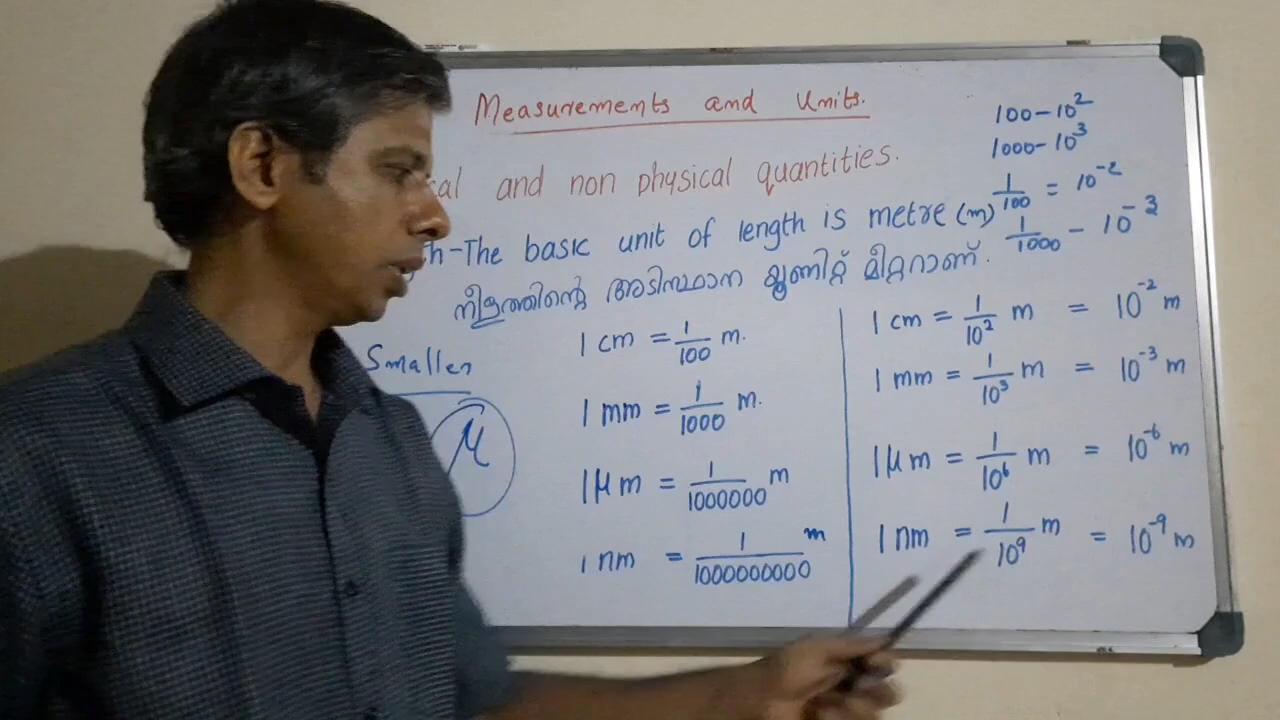 Measurements and Units.
100 - 10²
1000 - 10³
and non physical quantities.
1/100 = 10⁻²
The basic unit of length is metre (m)
1/1000 - 10⁻³
നീളത്തിന്റെ അടിസ്ഥാന യൂണിറ്റ് മീറ്ററാണ്.
Smaller
μ
1 cm = 1/100 m.
1 mm = 1/1000 m.
1 μm = 1/1000000 m
1 nm = 1/1000000000 m
1 cm = 1/10² m = 10⁻² m
1 mm = 1/10³ m = 10⁻³ m
1 μm = 1/10⁶ m = 10⁻⁶ m
1 nm = 1/10⁹ m = 10⁻⁹ m